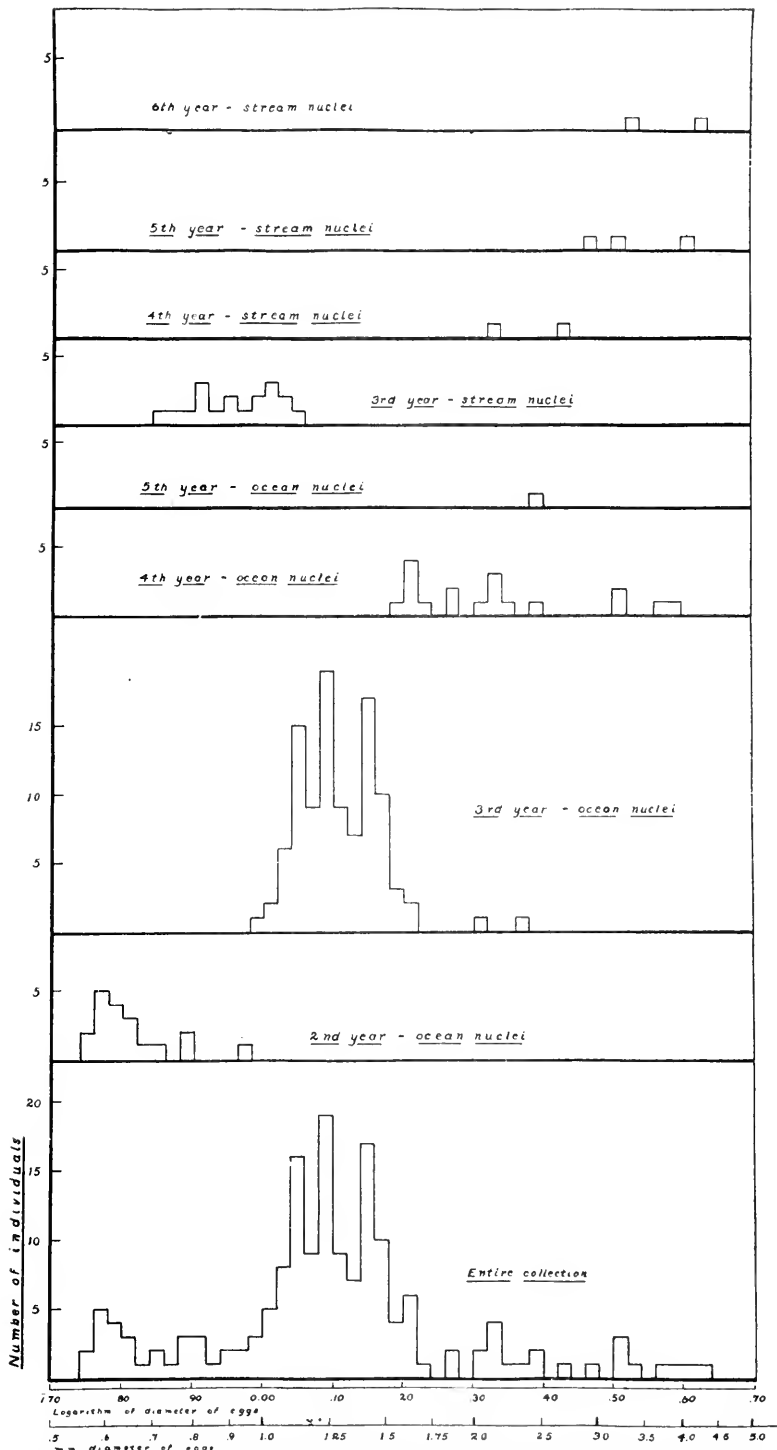 5
6th year - stream nuclei
5
5th year - stream nuclei
5
4th year - stream nuclei
5
3rd year - stream nuclei
5
5th year - ocean nuclei
5
4th year - ocean nuclei
15
10
5
3rd year - ocean nuclei
5
2nd year - ocean nuclei
20
15
10
5
Number of individuals
Entire collection
1.70 .80 .90 0.00 .10 .20 .30 .40 .50 .60 .70
Logarithm of diameter of eggs
.5 .6 .7 .8 .9 1.0 1.25 1.5 1.75 2.0 2.5 3.0 3.5 4.0 4.5 5.0
mm diameter of eggs